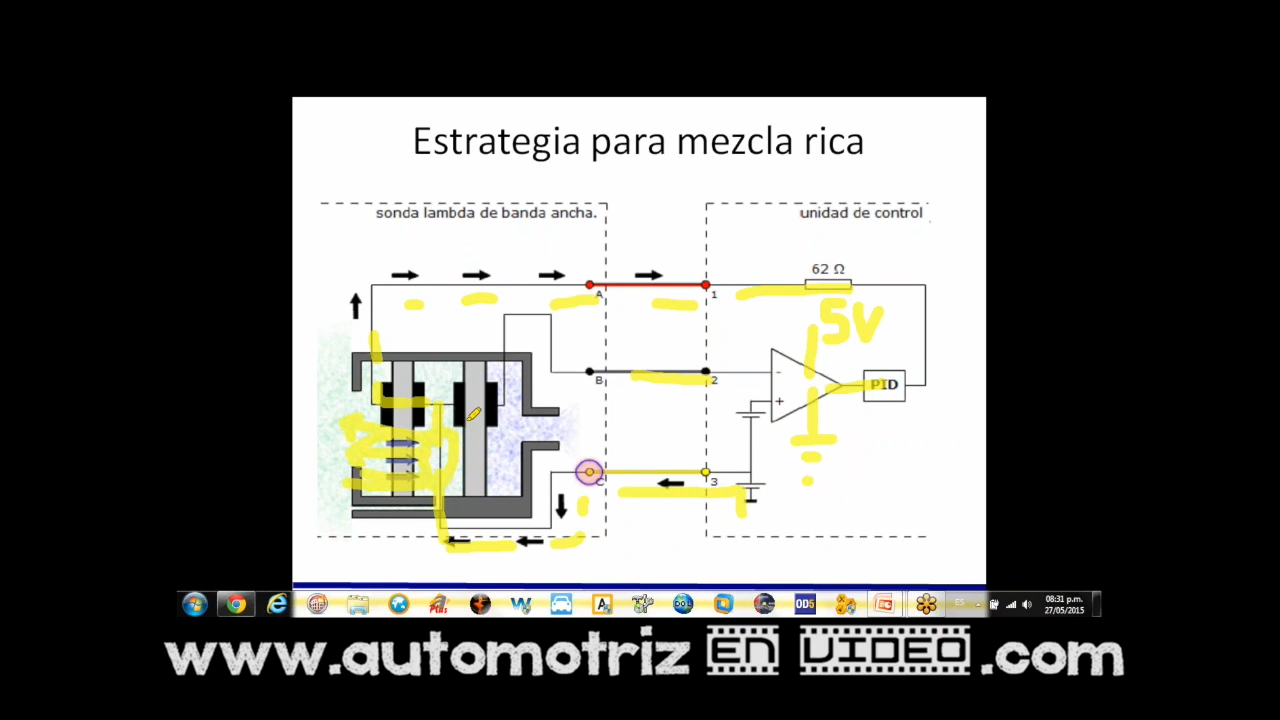 Estrategia para mezcla rica
sonda lambda de banda ancha.
unidad de control
62 Ω
A
1
5V
B
2
-
PID
+
C
3
ES
08:31 p.m.
27/05/2015
www.automotriz EN VIDEO .com